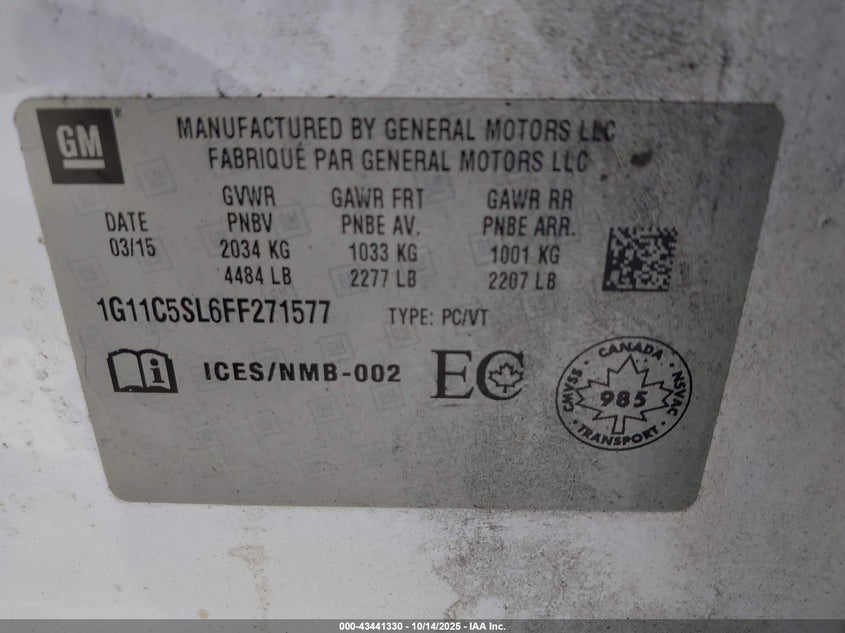 GM®
MANUFACTURED BY GENERAL MOTORS LLC
FABRIQUÉ PAR GENERAL MOTORS LLC
GVWR GAWR FRT GAWR RR
DATE PNBV PNBE AV. PNBE ARR.
03/15 2034 KG 1033 KG 1001 KG
4484 LB 2277 LB 2207 LB
1G11C5SL6FF271577 TYPE: PC/VT
i ICES/NMB-002 EC
CANADA
CMVSS 985 NSVAC
TRANSPORT
000-43441330 - 10/14/2025 - IAA Inc.